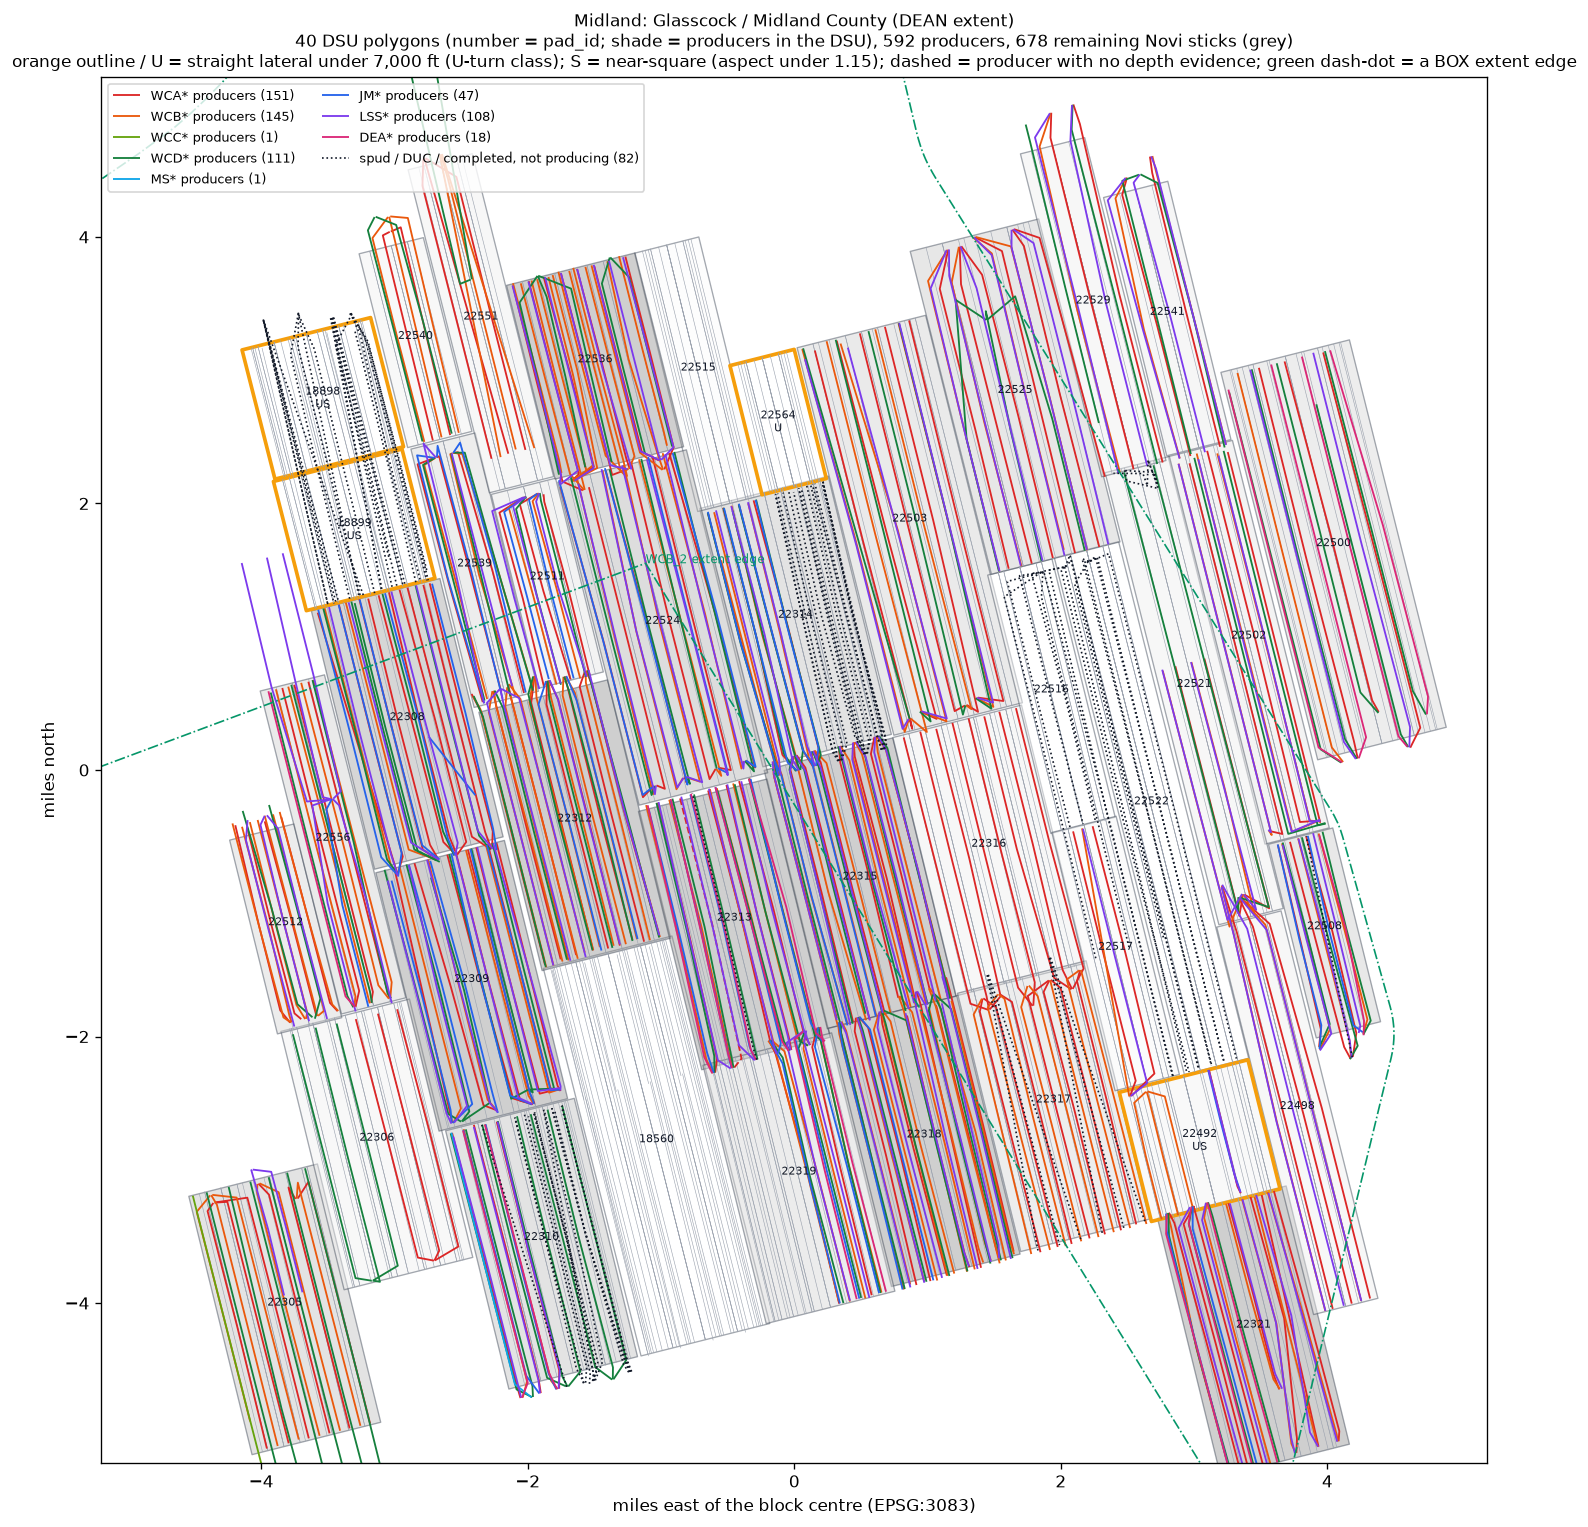 Midland: Glasscock / Midland County (DEAN extent)
40 DSU polygons (number = pad_id; shade = producers in the DSU), 592 producers, 678 remaining Novi sticks (grey)
orange outline / U = straight lateral under 7,000 ft (U-turn class); S = near-square (aspect under 1.15); dashed = producer with no depth evidence; green dash-dot = a BOX extent edge
WCA* producers (151)
WCB* producers (145)
WCC* producers (1)
WCD* producers (111)
MS* producers (1)
JM* producers (47)
LSS* producers (108)
DEA* producers (18)
spud / DUC / completed, not producing (82)
22529
22541
22551
22540
22536
22515
22525
18898
US
22564
U
22503
18899
US
22500
22539
22511
WCB_2 extent edge
22524
22314
22502
22516
22521
22308
22522
22312
22556
22316
22315
22512
22313
22508
22517
22309
22317
22498
22318
22306
18560
22492
US
22319
22310
22305
22321
4
2
0
−2
−4
−4
−2
0
2
4
miles north
miles east of the block centre (EPSG:3083)